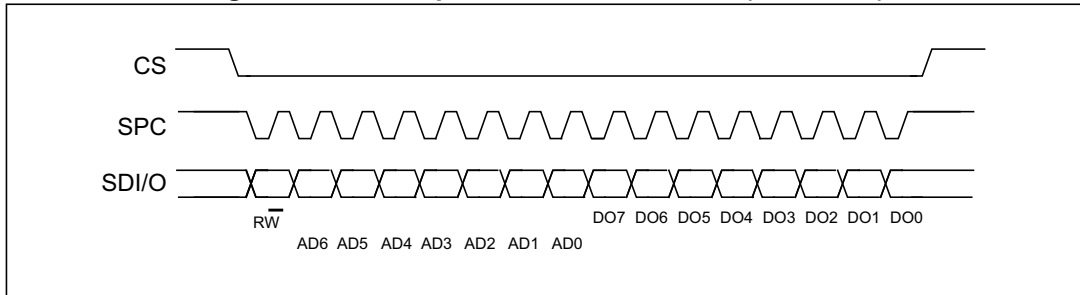 CS
SPC
SDI/O
RW̅
DO7 DO6 DO5 DO4 DO3 DO2 DO1 DO0
AD6 AD5 AD4 AD3 AD2 AD1 AD0